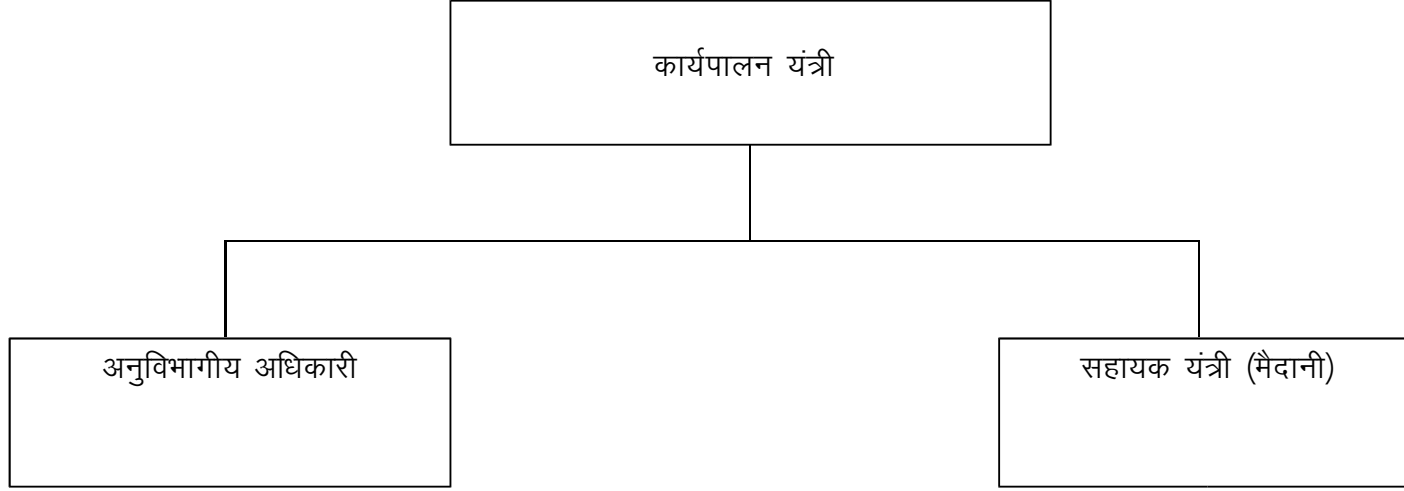 कार्यपालन यंत्री
अनुविभागीय अधिकारी
सहायक यंत्री (मैदानी)